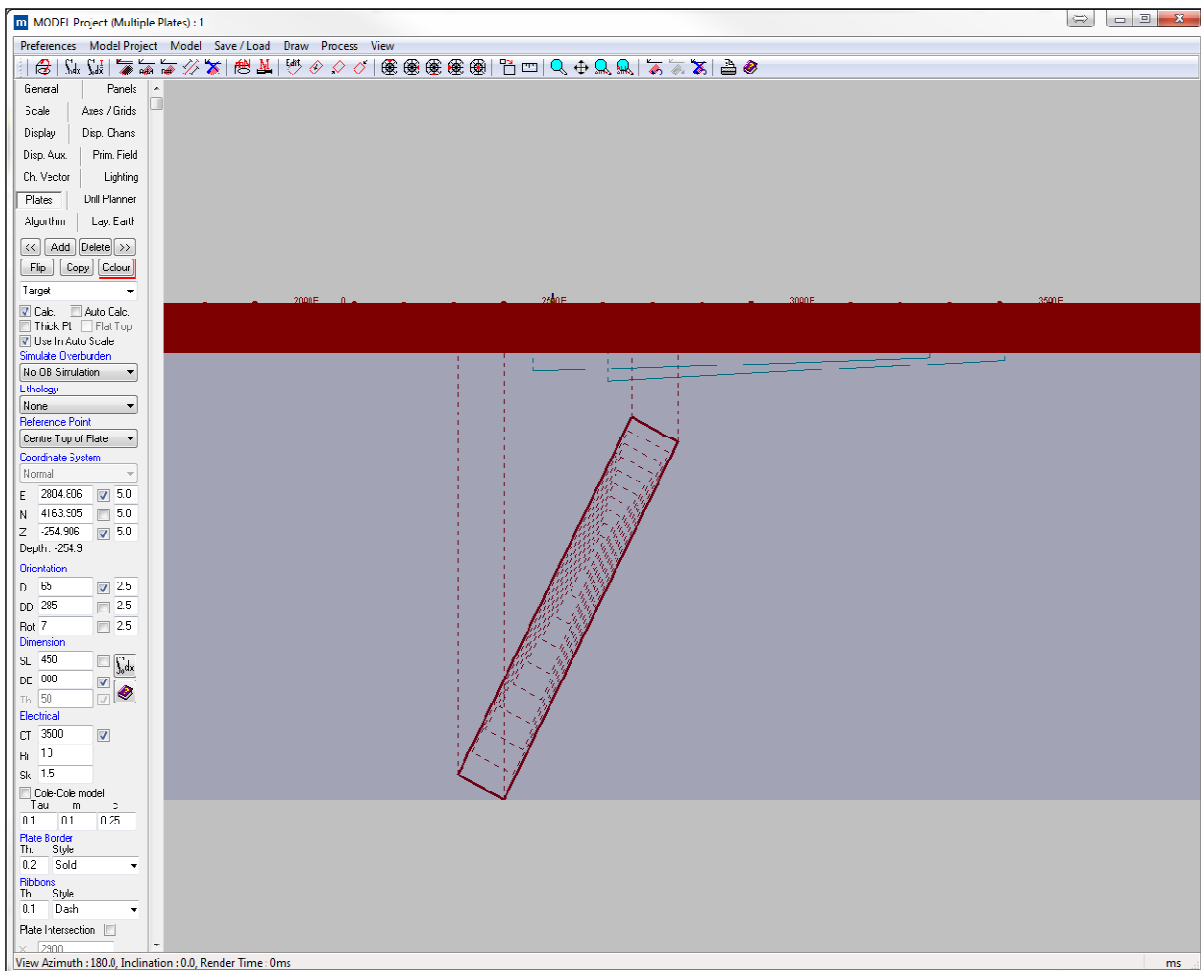 MODEL Project (Multiple Plates) : 1
Preferences Model Project Model Save / Load Draw Process View
General Panels
Scale Axes / Grids
Display Disp. Chans
Disp. Aux. Prim. Field
Ch. Vector Lighting
Plates Drill Planner
Algorithm Lay. Earth
<< Add Delete >>
Flip Copy Colour
Target
Calc. Auto Calc.
Thick Pl. Flat Top
Use In Auto Scale
Simulate Overburden
No OB Simulation
Lithology
None
Reference Point
Centre Top of Plate
Coordinate System
Normal
E 2804.806 5.0
N 4163.905 5.0
Z -254.906 5.0
Depth: -254.9
Orientation
D 65 2.5
DD 285 2.5
Rot 7 2.5
Dimension
SL 450
DE
Th 50
Electrical
CT 3500
Ri 10
Sk 1.5
Cole-Cole model
Tau m c
0.1 0.1 0.25
Plate Border
Th. Style
0.2 Solid
Ribbons
Th Style
0.1 Dash
Plate Intersection
X 2900
2000E 0 2500E 3000E 3500E
View Azimuth : 180.0, Inclination : 0.0, Render Time : 0ms
ms